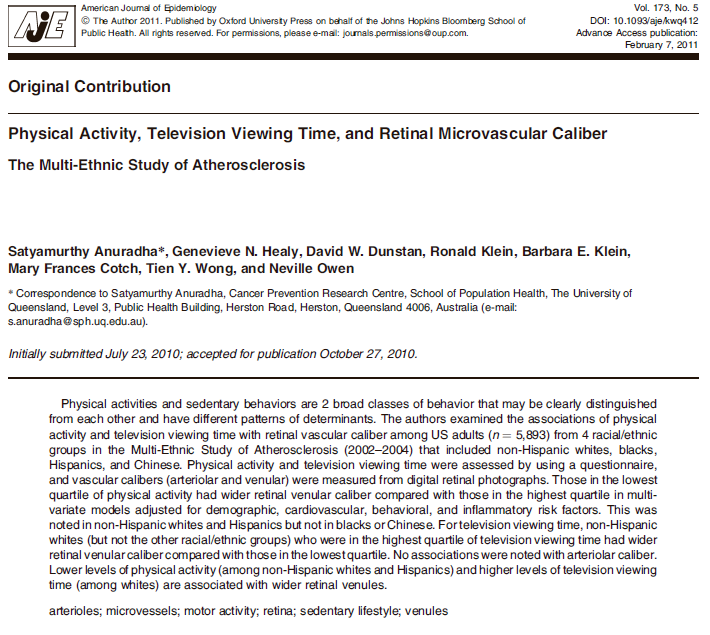 AJE
American Journal of Epidemiology
© The Author 2011. Published by Oxford University Press on behalf of the Johns Hopkins Bloomberg School of
Public Health. All rights reserved. For permissions, please e-mail: journals.permissions@oup.com.
Vol. 173, No. 5
DOI: 10.1093/aje/kwq412
Advance Access publication:
February 7, 2011
Original Contribution
Physical Activity, Television Viewing Time, and Retinal Microvascular Caliber
The Multi-Ethnic Study of Atherosclerosis
Satyamurthy Anuradha*, Genevieve N. Healy, David W. Dunstan, Ronald Klein, Barbara E. Klein,
Mary Frances Cotch, Tien Y. Wong, and Neville Owen
* Correspondence to Satyamurthy Anuradha, Cancer Prevention Research Centre, School of Population Health, The University of
Queensland, Level 3, Public Health Building, Herston Road, Herston, Queensland 4006, Australia (e-mail:
s.anuradha@sph.uq.edu.au).
Initially submitted July 23, 2010; accepted for publication October 27, 2010.
Physical activities and sedentary behaviors are 2 broad classes of behavior that may be clearly distinguished
from each other and have different patterns of determinants. The authors examined the associations of physical
activity and television viewing time with retinal vascular caliber among US adults (n = 5,893) from 4 racial/ethnic
groups in the Multi-Ethnic Study of Atherosclerosis (2002–2004) that included non-Hispanic whites, blacks,
Hispanics, and Chinese. Physical activity and television viewing time were assessed by using a questionnaire,
and vascular calibers (arteriolar and venular) were measured from digital retinal photographs. Those in the lowest
quartile of physical activity had wider retinal venular caliber compared with those in the highest quartile in multi-
variate models adjusted for demographic, cardiovascular, behavioral, and inflammatory risk factors. This was
noted in non-Hispanic whites and Hispanics but not in blacks or Chinese. For television viewing time, non-Hispanic
whites (but not the other racial/ethnic groups) who were in the highest quartile of television viewing time had wider
retinal venular caliber compared with those in the lowest quartile. No associations were noted with arteriolar caliber.
Lower levels of physical activity (among non-Hispanic whites and Hispanics) and higher levels of television viewing
time (among whites) are associated with wider retinal venules.
arterioles; microvessels; motor activity; retina; sedentary lifestyle; venules